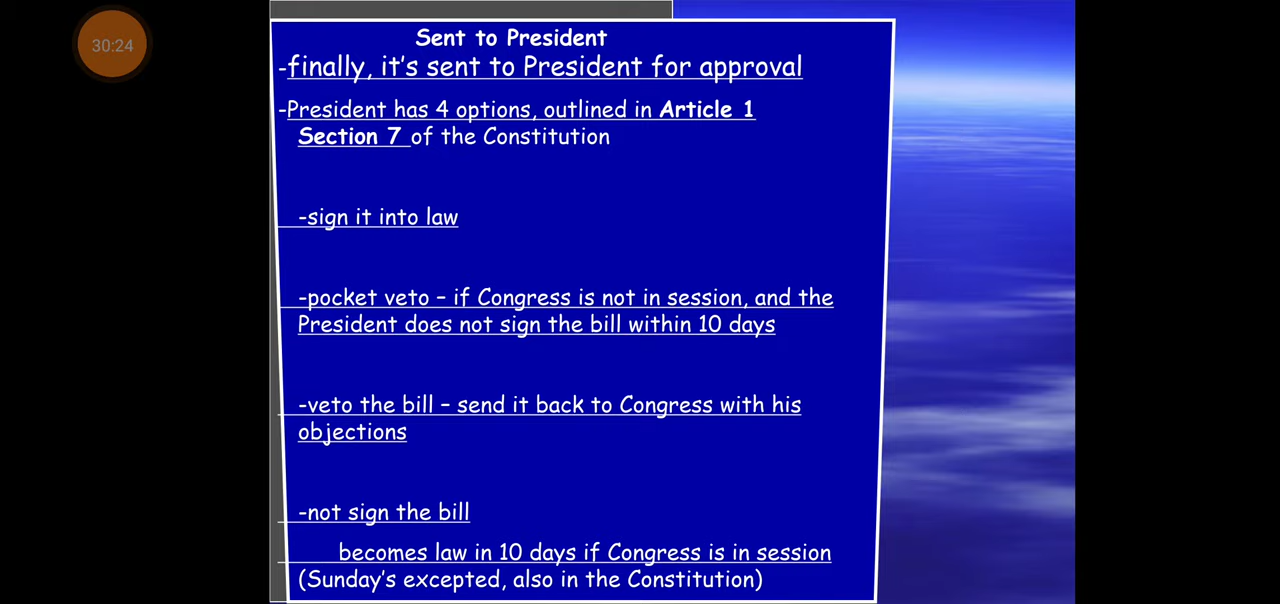 30:24
Sent to President
-finally, it's sent to President for approval
-President has 4 options, outlined in Article 1
Section 7 of the Constitution
-sign it into law
-pocket veto – if Congress is not in session, and the
President does not sign the bill within 10 days
-veto the bill – send it back to Congress with his
objections
-not sign the bill
becomes law in 10 days if Congress is in session
(Sunday's excepted, also in the Constitution)